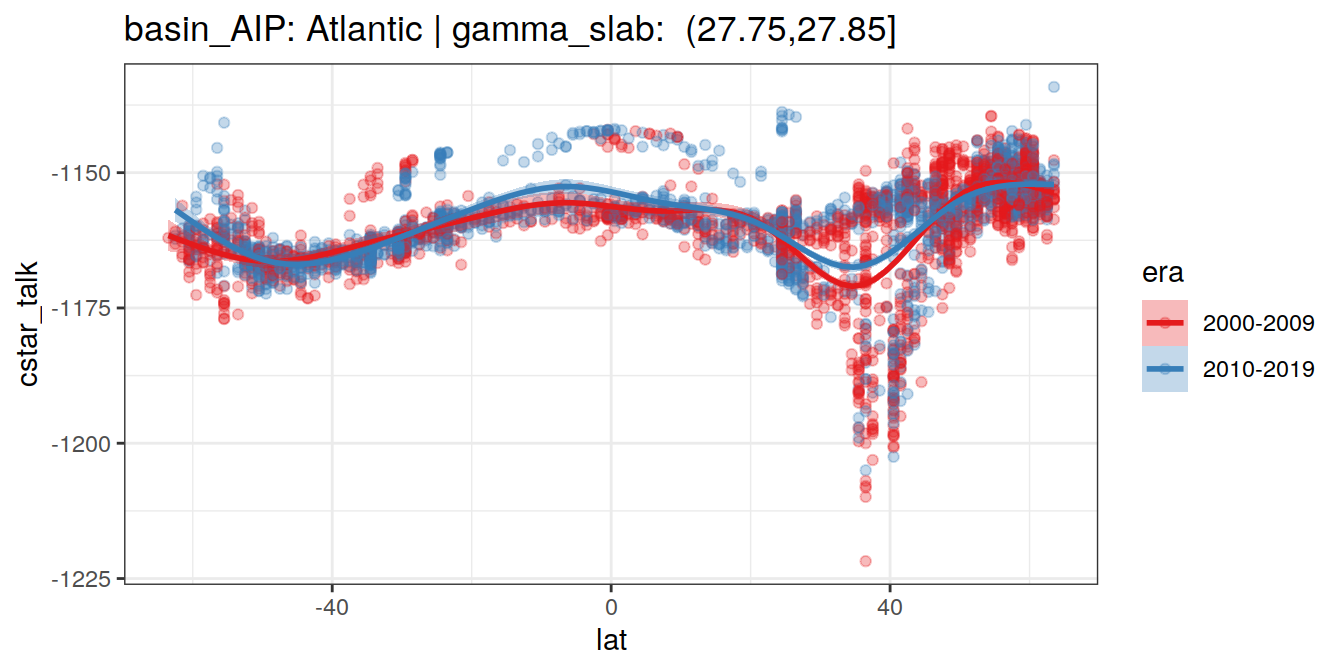 basin_AIP: Atlantic | gamma_slab:  (27.75,27.85]
cstar_talk
-1150
-1175
-1200
-1225
-40
0
40
lat
era
2000-2009
2010-2019